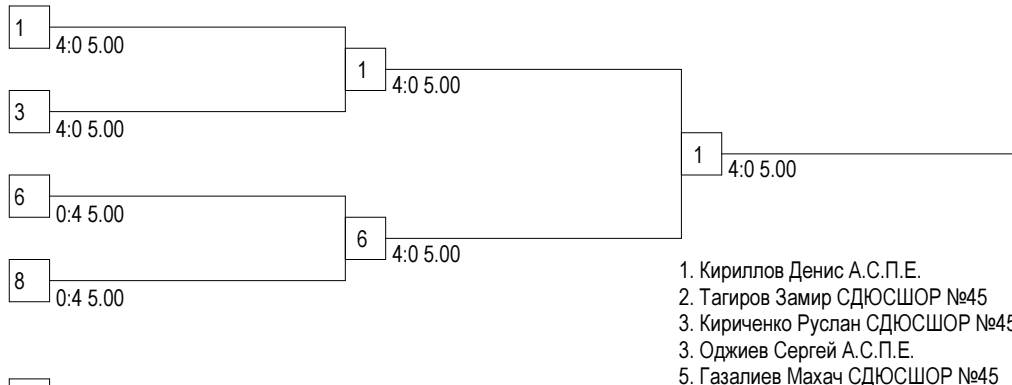 1
4:0 5.00
1
4:0 5.00
3
4:0 5.00
1
4:0 5.00
6
0:4 5.00
6
4:0 5.00
8
0:4 5.00
1. Кириллов Денис А.С.П.Е.
2. Тагиров Замир СДЮСШОР №45
3. Кириченко Руслан СДЮСШОР №45
3. Оджиев Сергей А.С.П.Е.
5. Газалиев Махач СДЮСШОР №45